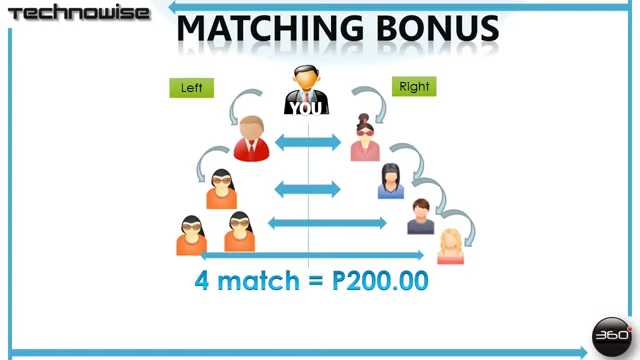 TECHNOWISE
MATCHING BONUS
Left
Right
YOU
4 match = P200.00
360°